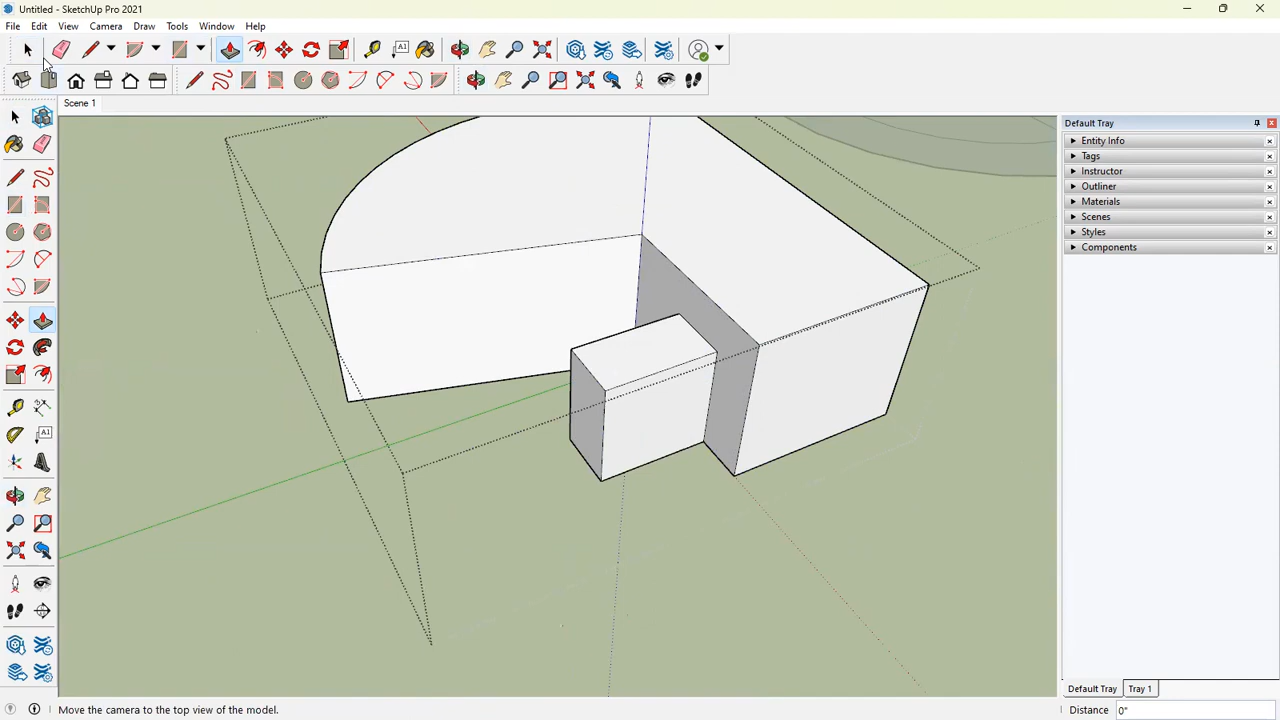 Untitled - SketchUp Pro 2021
File Edit View Camera Draw Tools Window Help
A1
Scene 1
Default Tray
Entity Info
Tags
Instructor
Outliner
Materials
Scenes
Styles
Components
A1
Default Tray Tray 1
Move the camera to the top view of the model.
Distance 0"